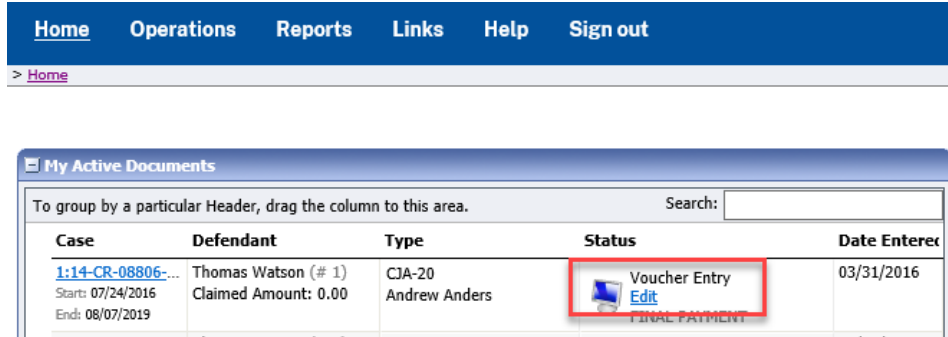 Home Operations Reports Links Help Sign out
> Home
My Active Documents
To group by a particular Header, drag the column to this area. Search:
Case Defendant Type Status Date Entered
1:14-CR-08806-... Thomas Watson (# 1) CJA-20 Voucher Entry 03/31/2016
Start: 07/24/2016 Claimed Amount: 0.00 Andrew Anders Edit
End: 08/07/2019 FINAL PAYMENT